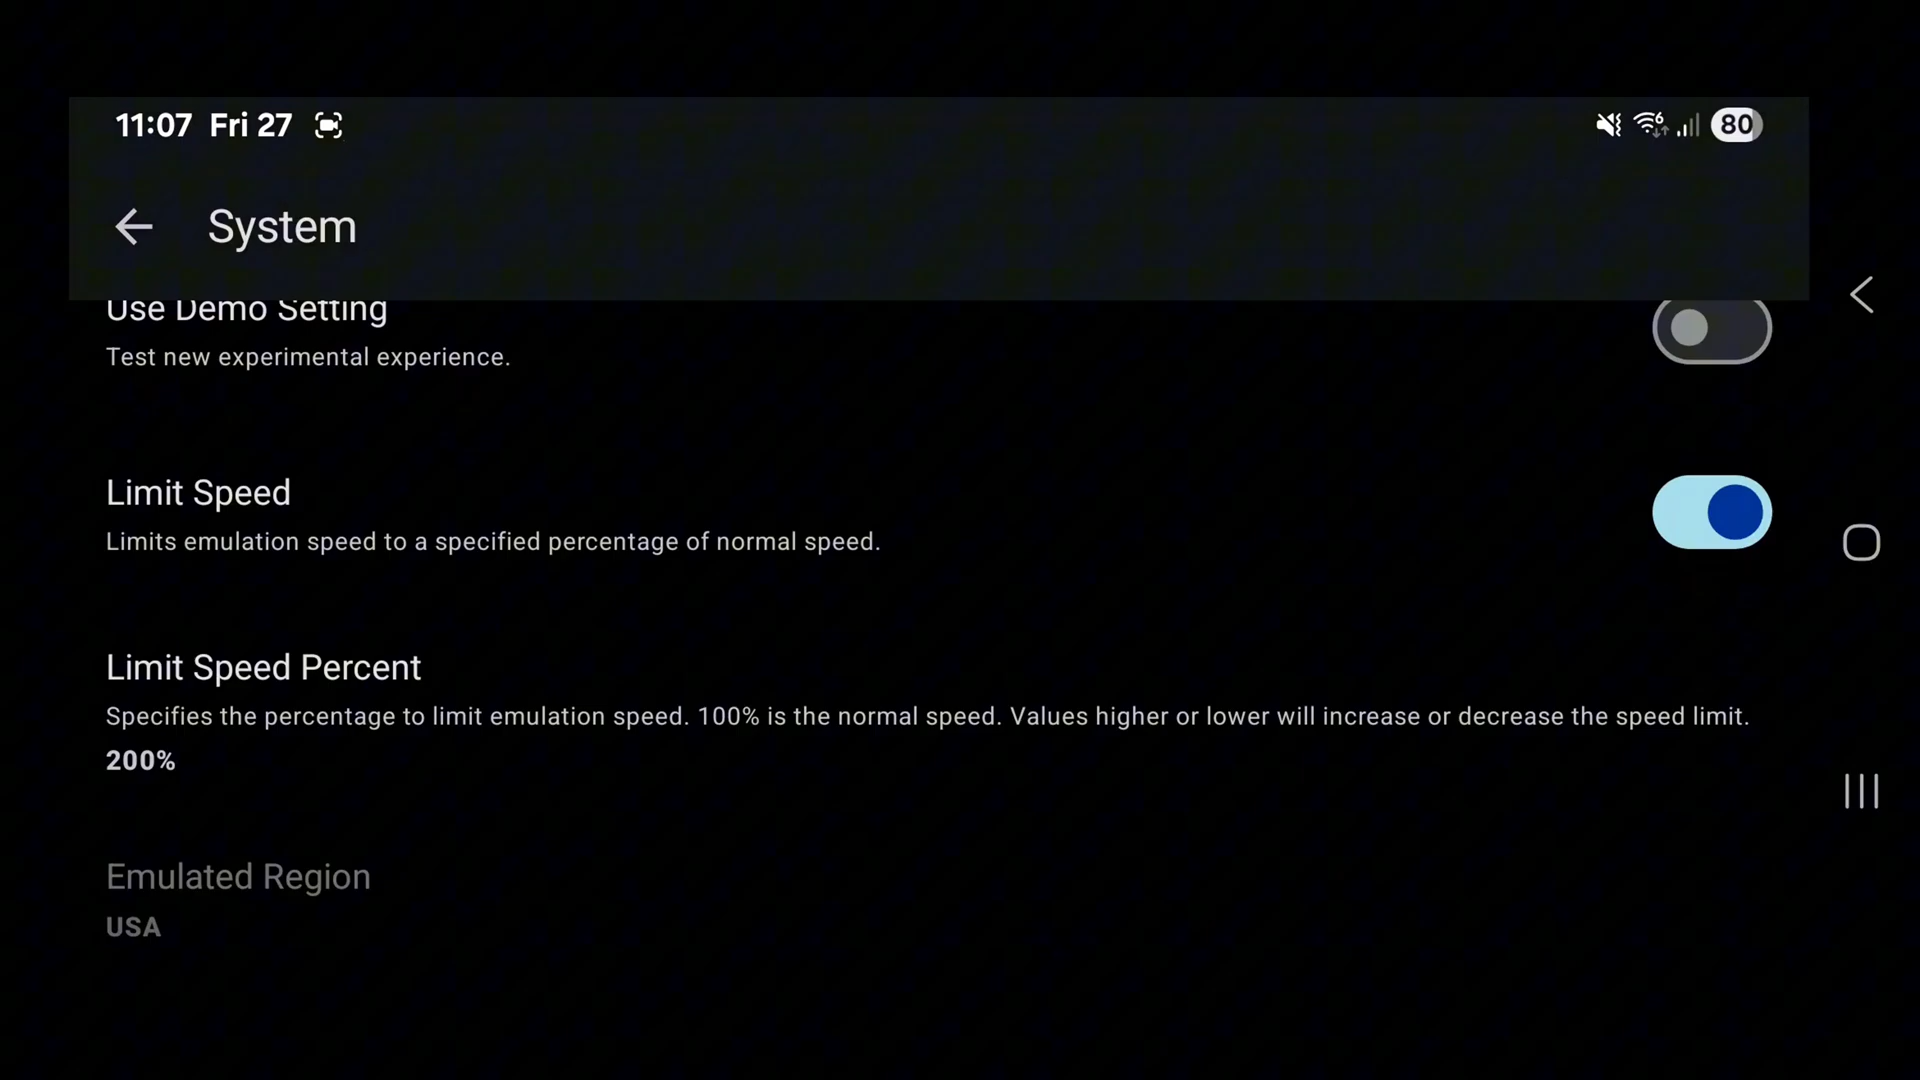 11:07 Fri 27
6
80
System
Use Demo Setting
Test new experimental experience.
Limit Speed
Limits emulation speed to a specified percentage of normal speed.
Limit Speed Percent
Specifies the percentage to limit emulation speed. 100% is the normal speed. Values higher or lower will increase or decrease the speed limit.
200%
Emulated Region
USA